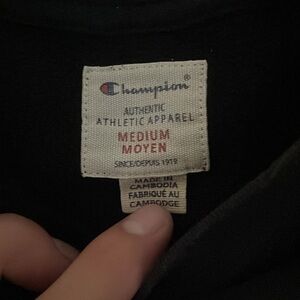 Champion®
AUTHENTIC
ATHLETIC APPAREL
MEDIUM
MOYEN
SINCE/DEPUIS 1919
MADE IN
CAMBODIA
FABRIQUÉ AU
CAMBODGE